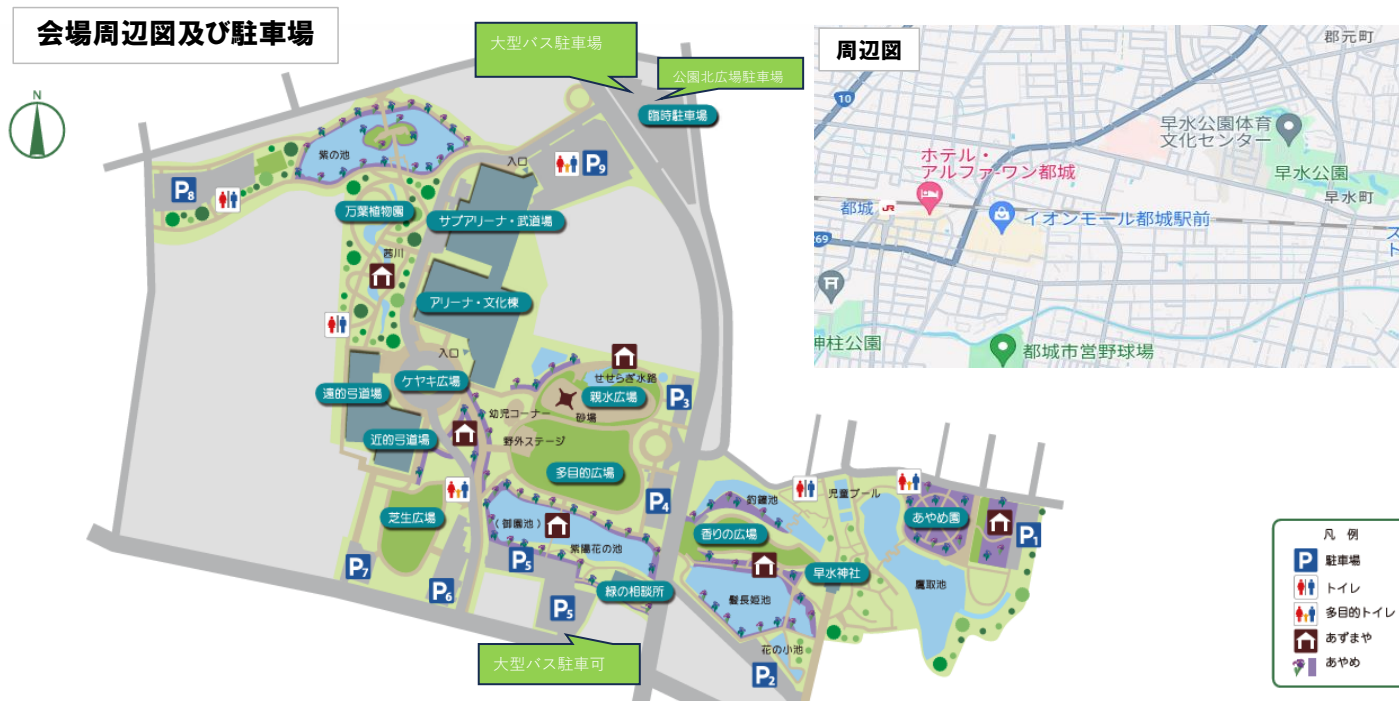 会場周辺図及び駐車場
N
大型バス駐車場
公園北広場駐車場
臨時駐車場
紫の池
入口
P9
P8
万葉植物園
サブアリーナ・武道場
茜川
アリーナ・文化棟
入口
ケヤキ広場
遠的弓道場
近的弓道場
せせらぎ水路
親水広場
P3
幼児コーナー
砂場
野外ステージ
多目的広場
P4
芝生広場
(御園池)
紫陽花の池
P5
P7
P6
P5
緑の相談所
大型バス駐車可
釣鐘池
児童プール
あやめ園
P1
香りの広場
早水神社
鷹取池
髪長姫池
花の小池
P2
周辺図
郡元町
10
早水公園体育
文化センター
ホテル・
アルファーワン都城
早水公園
早水町
都城
JR
イオンモール都城駅前
ス
ト
269
神柱公園
都城市営野球場
凡 例
P 駐車場
トイレ
多目的トイレ
あずまや
あやめ